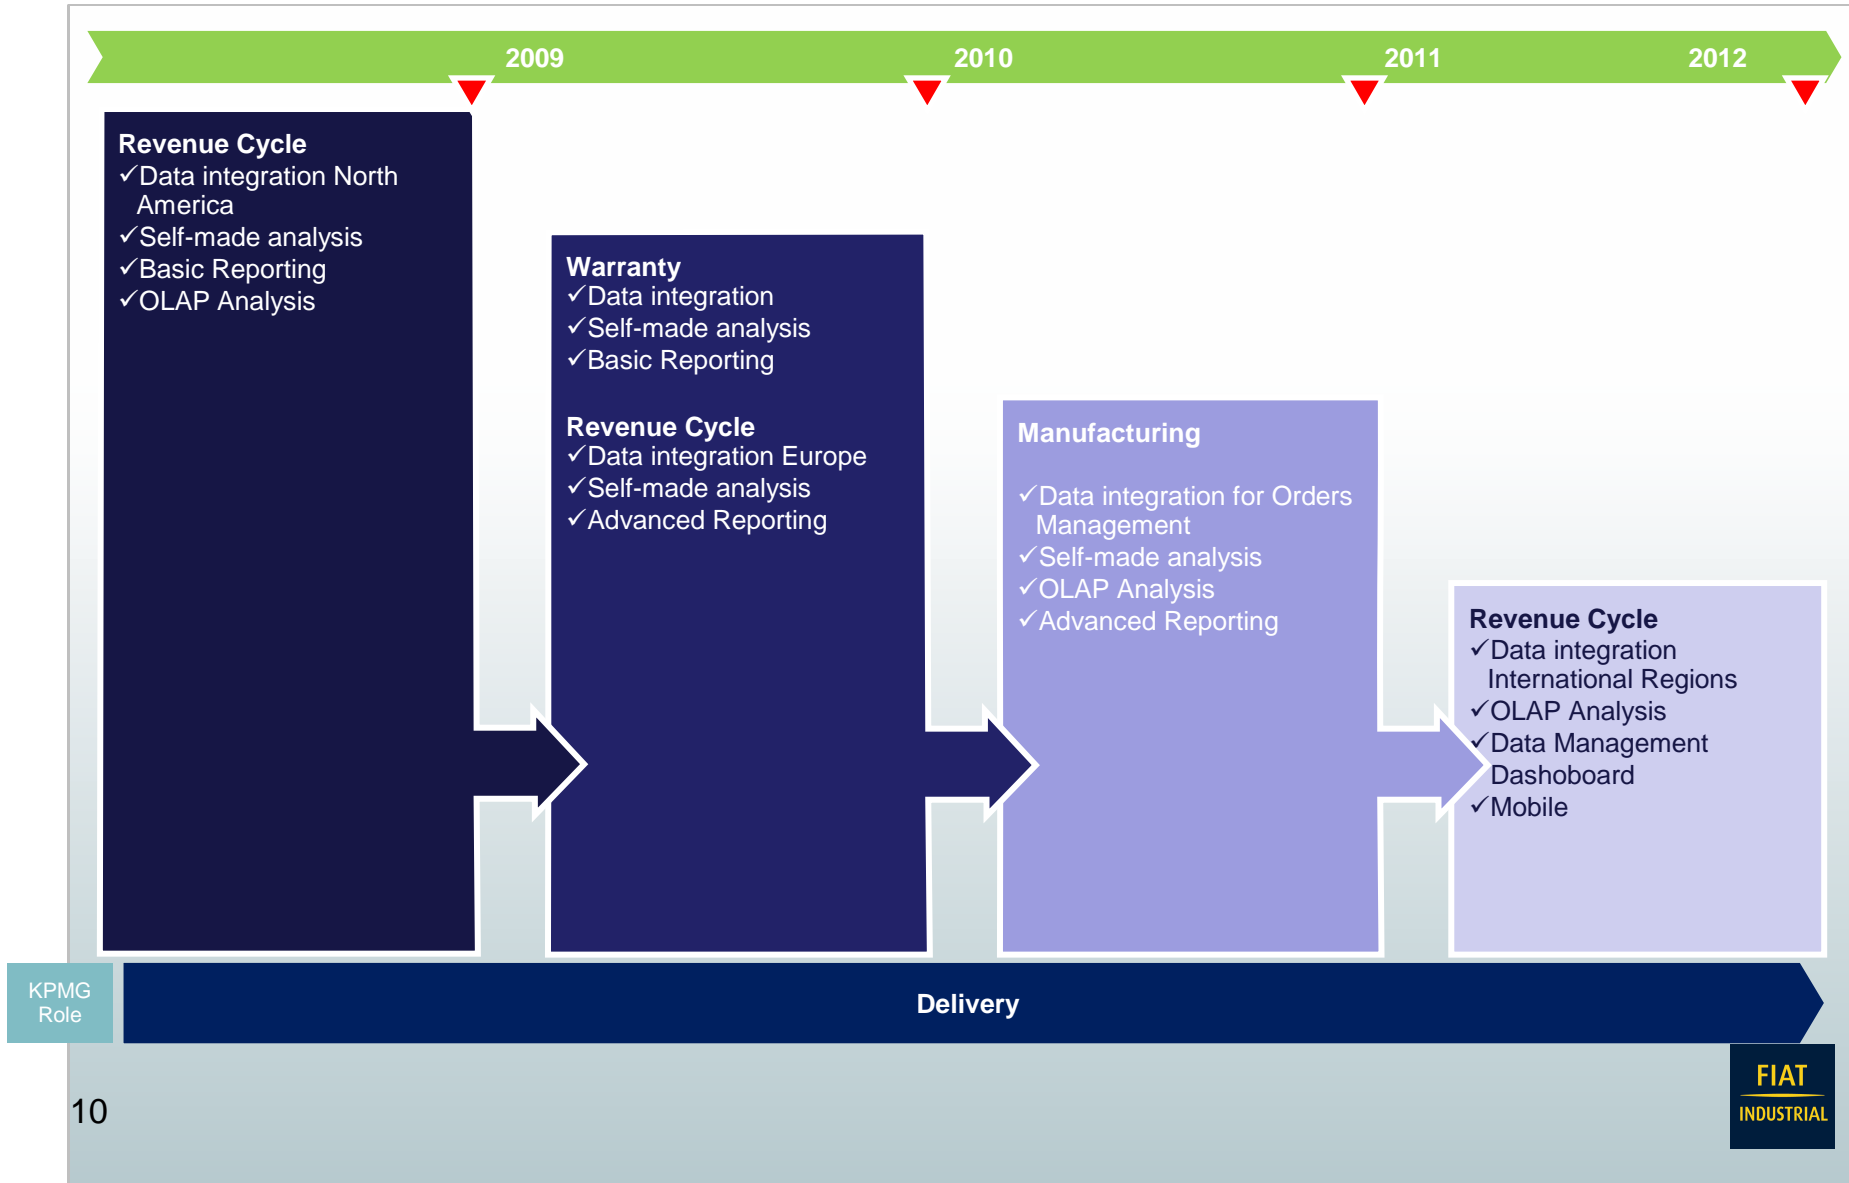 2009
2010
2011
2012
Revenue Cycle
✓Data integration North
America
✓Self-made analysis
✓Basic Reporting
✓OLAP Analysis
Warranty
✓Data integration
✓Self-made analysis
✓Basic Reporting
Revenue Cycle
✓Data integration Europe
✓Self-made analysis
✓Advanced Reporting
Manufacturing
✓Data integration for Orders
Management
✓Self-made analysis
✓OLAP Analysis
✓Advanced Reporting
Revenue Cycle
✓Data integration
International Regions
✓OLAP Analysis
✓Data Management
Dashoboard
✓Mobile
KPMG
Role
Delivery
10
FIAT
INDUSTRIAL